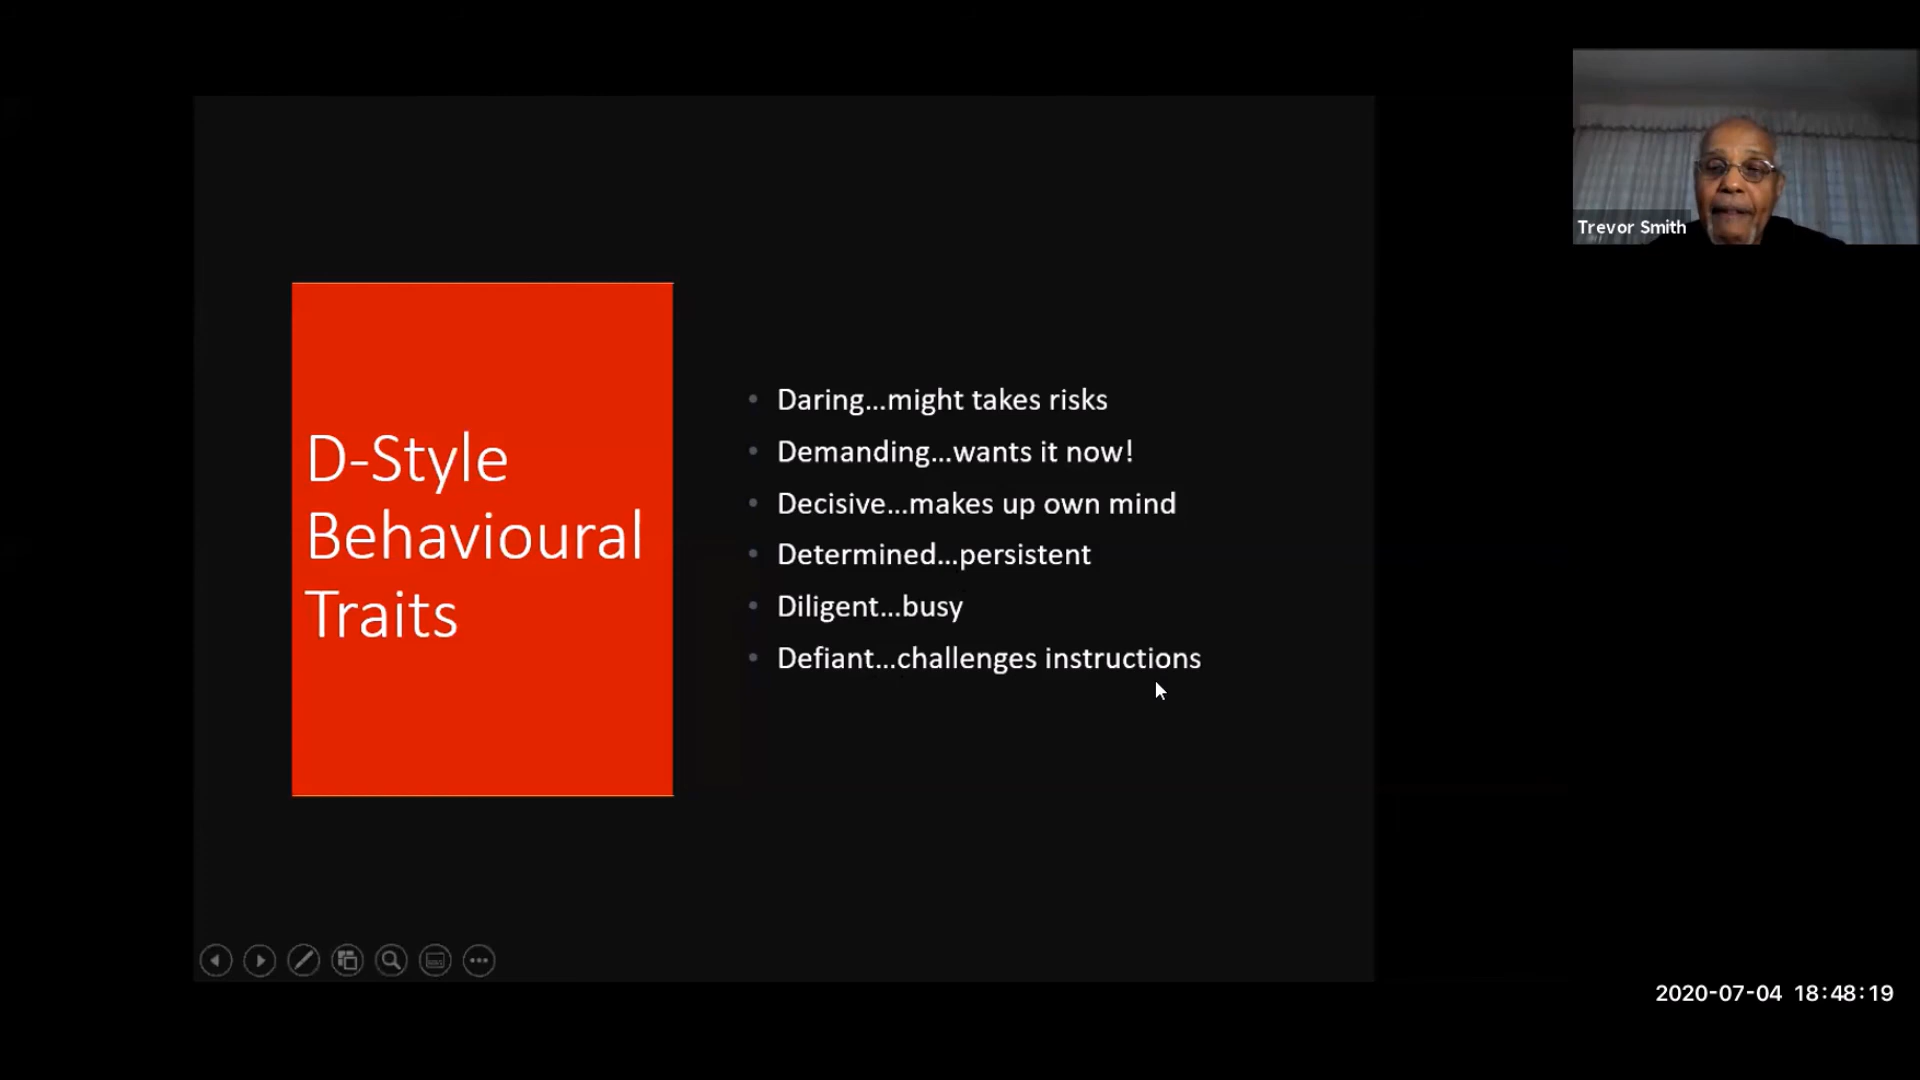 Trevor Smith
D-Style
Behavioural
Traits
• Daring...might takes risks
• Demanding...wants it now!
• Decisive...makes up own mind
• Determined...persistent
• Diligent...busy
• Defiant...challenges instructions
2020-07-04 18:48:19